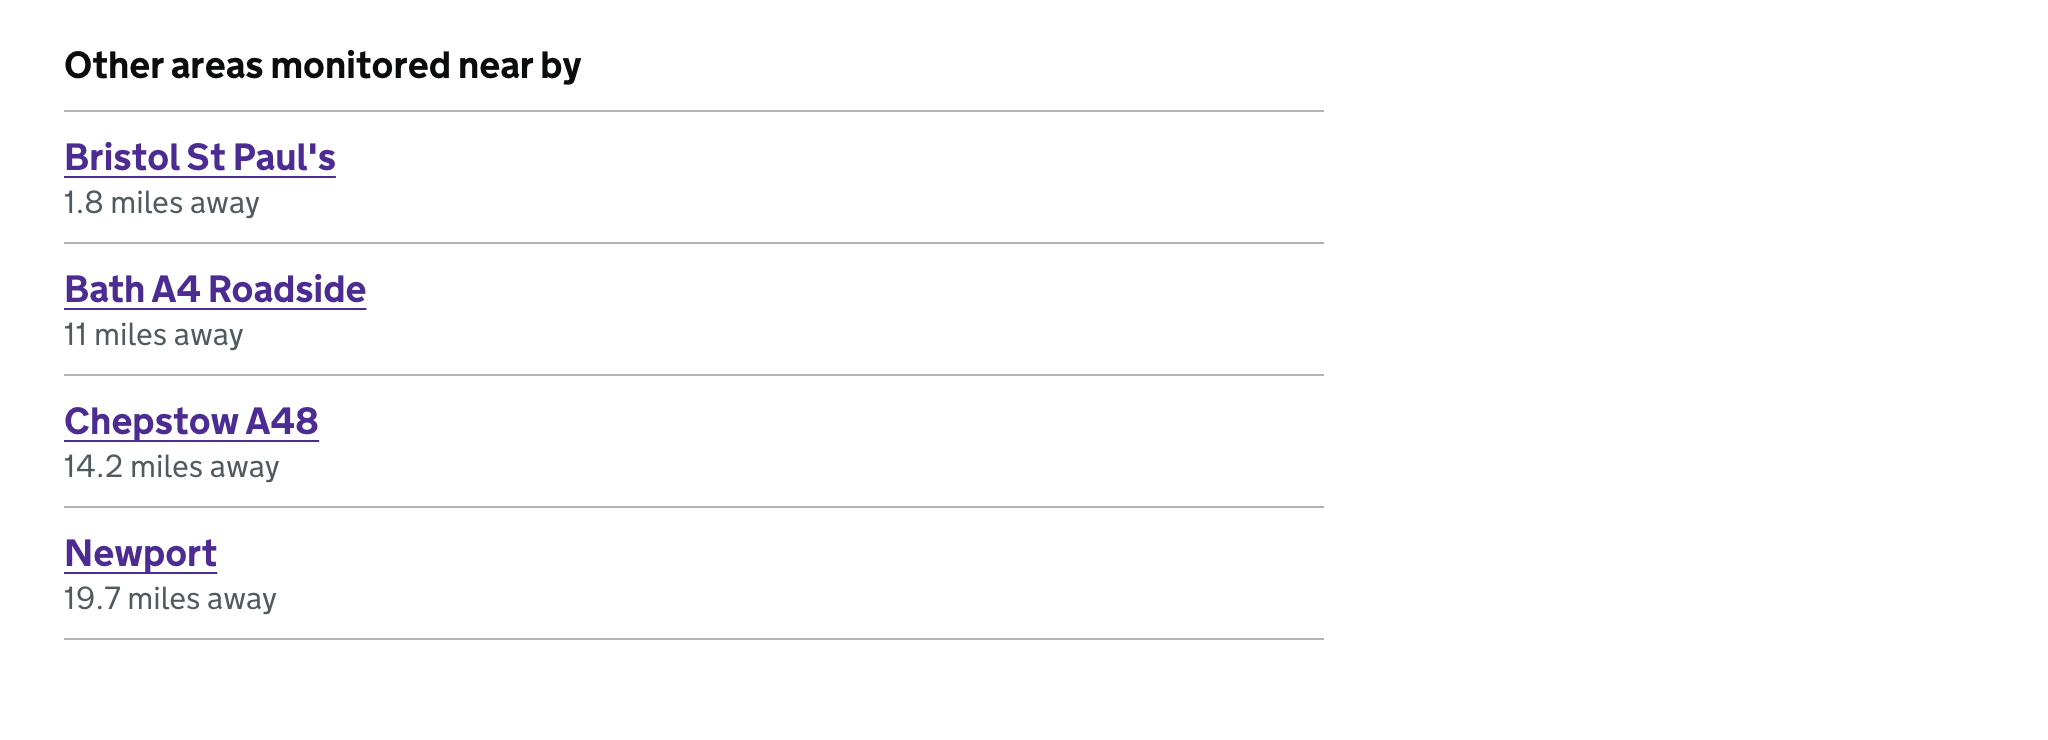 Other areas monitored near by
Bristol St Paul's
1.8 miles away
Bath A4 Roadside
11 miles away
Chepstow A48
14.2 miles away
Newport
19.7 miles away